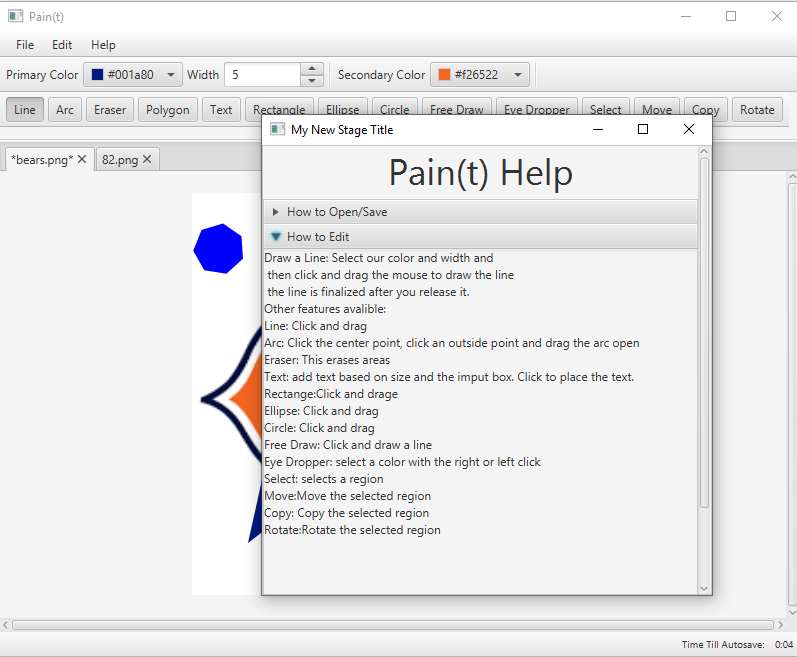 Pain(t)
File Edit Help
Primary Color #001a80 Width 5 Secondary Color #f26522
Line Arc Eraser Polygon Text Rectangle Ellipse Circle Free Draw Eye Dropper Select Move Copy Rotate
My New Stage Title
*bears.png* 82.png
Pain(t) Help
How to Open/Save
How to Edit
Draw a Line: Select our color and width and
then click and drag the mouse to draw the line
the line is finalized after you release it.
Other features avalible:
Line: Click and drag
Arc: Click the center point, click an outside point and drag the arc open
Eraser: This erases areas
Text: add text based on size and the imput box. Click to place the text.
Rectange:Click and drage
Ellipse: Click and drag
Circle: Click and drag
Free Draw: Click and draw a line
Eye Dropper: select a color with the right or left click
Select: selects a region
Move:Move the selected region
Copy: Copy the selected region
Rotate:Rotate the selected region
Time Till Autosave: 0:04